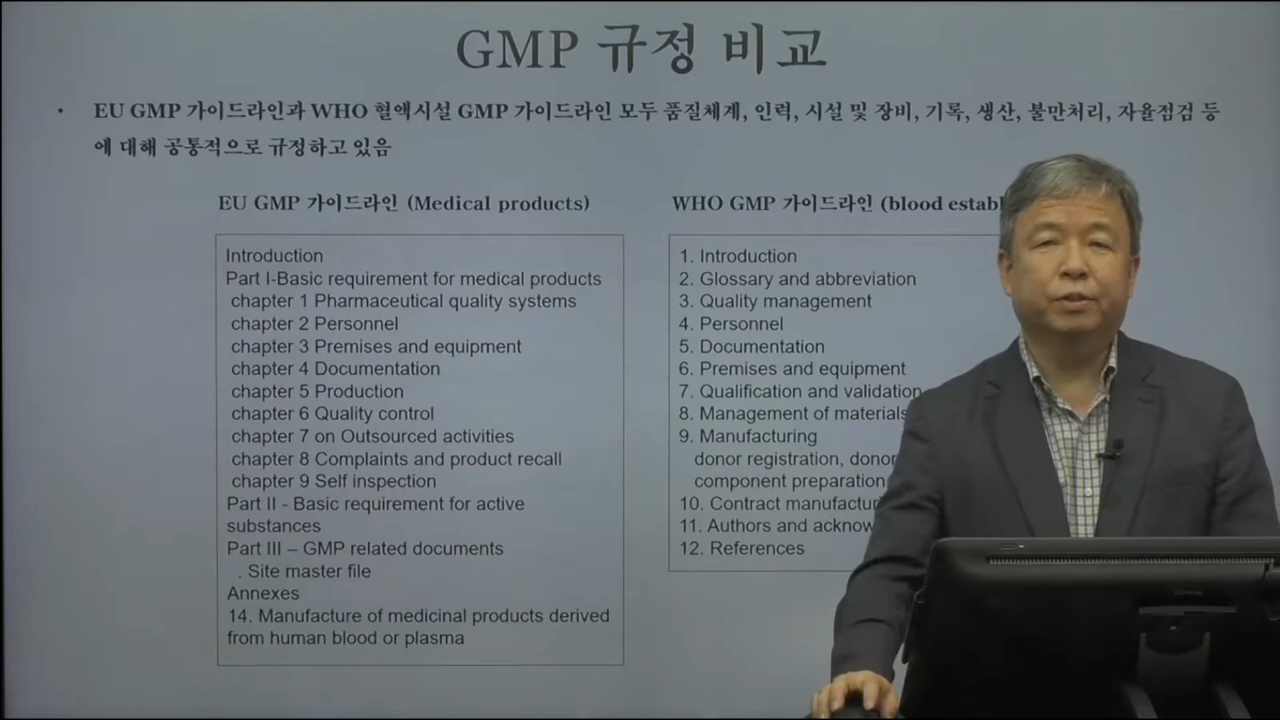 GMP 규정 비교
• EU GMP 가이드라인과 WHO 혈액시설 GMP 가이드라인 모두 품질체계, 인력, 시설 및 장비, 기록, 생산, 불만처리, 자율점검 등
에 대해 공통적으로 규정하고 있음
EU GMP 가이드라인 (Medical products)
Introduction
Part I-Basic requirement for medical products
chapter 1 Pharmaceutical quality systems
chapter 2 Personnel
chapter 3 Premises and equipment
chapter 4 Documentation
chapter 5 Production
chapter 6 Quality control
chapter 7 on Outsourced activities
chapter 8 Complaints and product recall
chapter 9 Self inspection
Part II - Basic requirement for active
substances
Part III – GMP related documents
. Site master file
Annexes
14. Manufacture of medicinal products derived
from human blood or plasma
WHO GMP 가이드라인 (blood estab
1. Introduction
2. Glossary and abbreviation
3. Quality management
4. Personnel
5. Documentation
6. Premises and equipment
7. Qualification and validation
8. Management of materials
9. Manufacturing
donor registration, donor
component preparation
10. Contract manufacturi
11. Authors and acknow
12. References